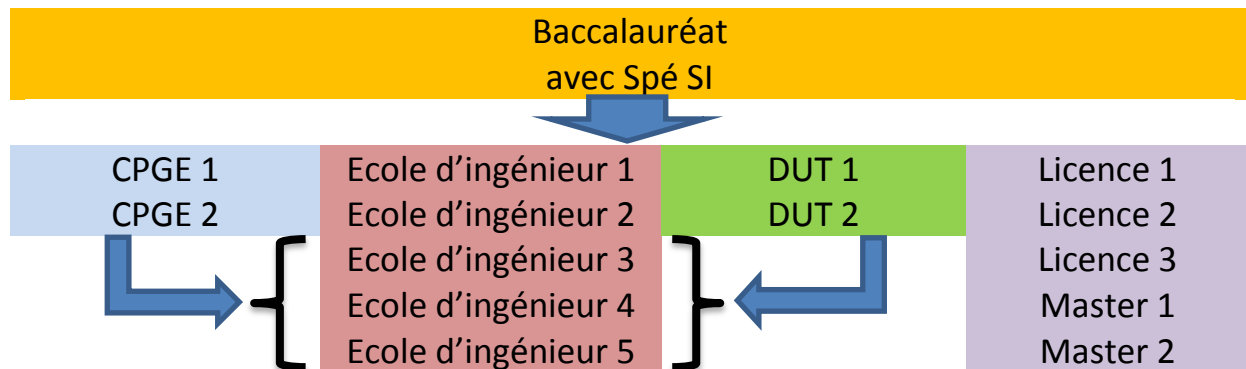 Baccalauréat
avec Spé SI
CPGE 1
CPGE 2
Ecole d'ingénieur 1
Ecole d'ingénieur 2
Ecole d'ingénieur 3
Ecole d'ingénieur 4
Ecole d'ingénieur 5
DUT 1
DUT 2
Licence 1
Licence 2
Licence 3
Master 1
Master 2